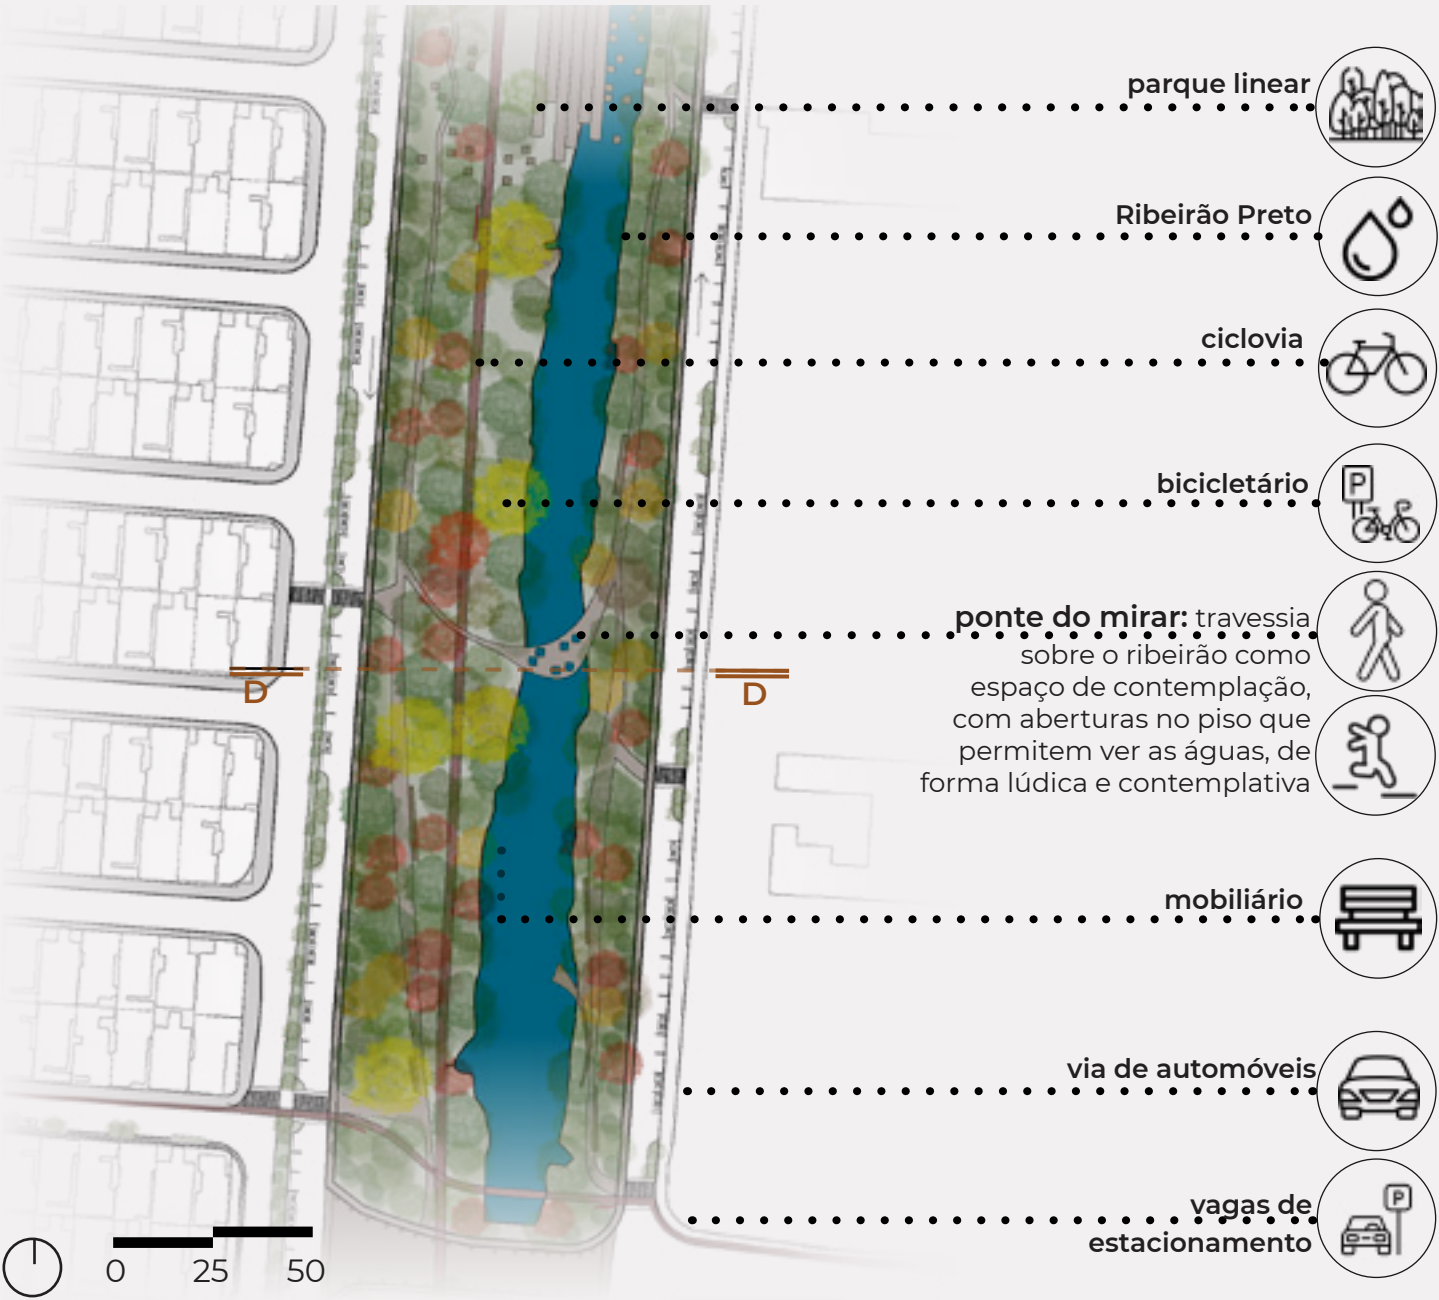 parque linear
Ribeirão Preto
ciclovia
bicicletário
P
ponte do mirar: travessia
sobre o ribeirão como
espaço de contemplação,
com aberturas no piso que
permitem ver as águas, de
forma lúdica e contemplativa
D
D
mobiliário
via de automóveis
vagas de
estacionamento
P
0 25 50